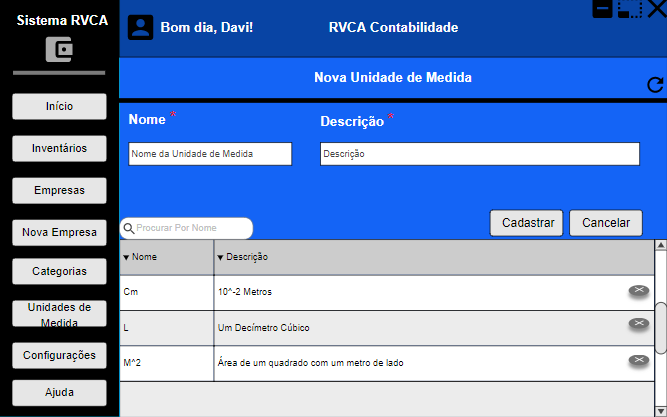 Sistema RVCA
Bom dia, Davi!
RVCA Contabilidade
Nova Unidade de Medida
Início
Inventários
Empresas
Nova Empresa
Categorias
Unidades de
Medida
Configurações
Ajuda
Nome *
Descrição *
Nome da Unidade de Medida
Descrição
Procurar Por Nome
Cadastrar
Cancelar
▼ Nome
▼ Descrição
Cm
10^-2 Metros
L
Um Decímetro Cúbico
M^2
Área de um quadrado com um metro de lado